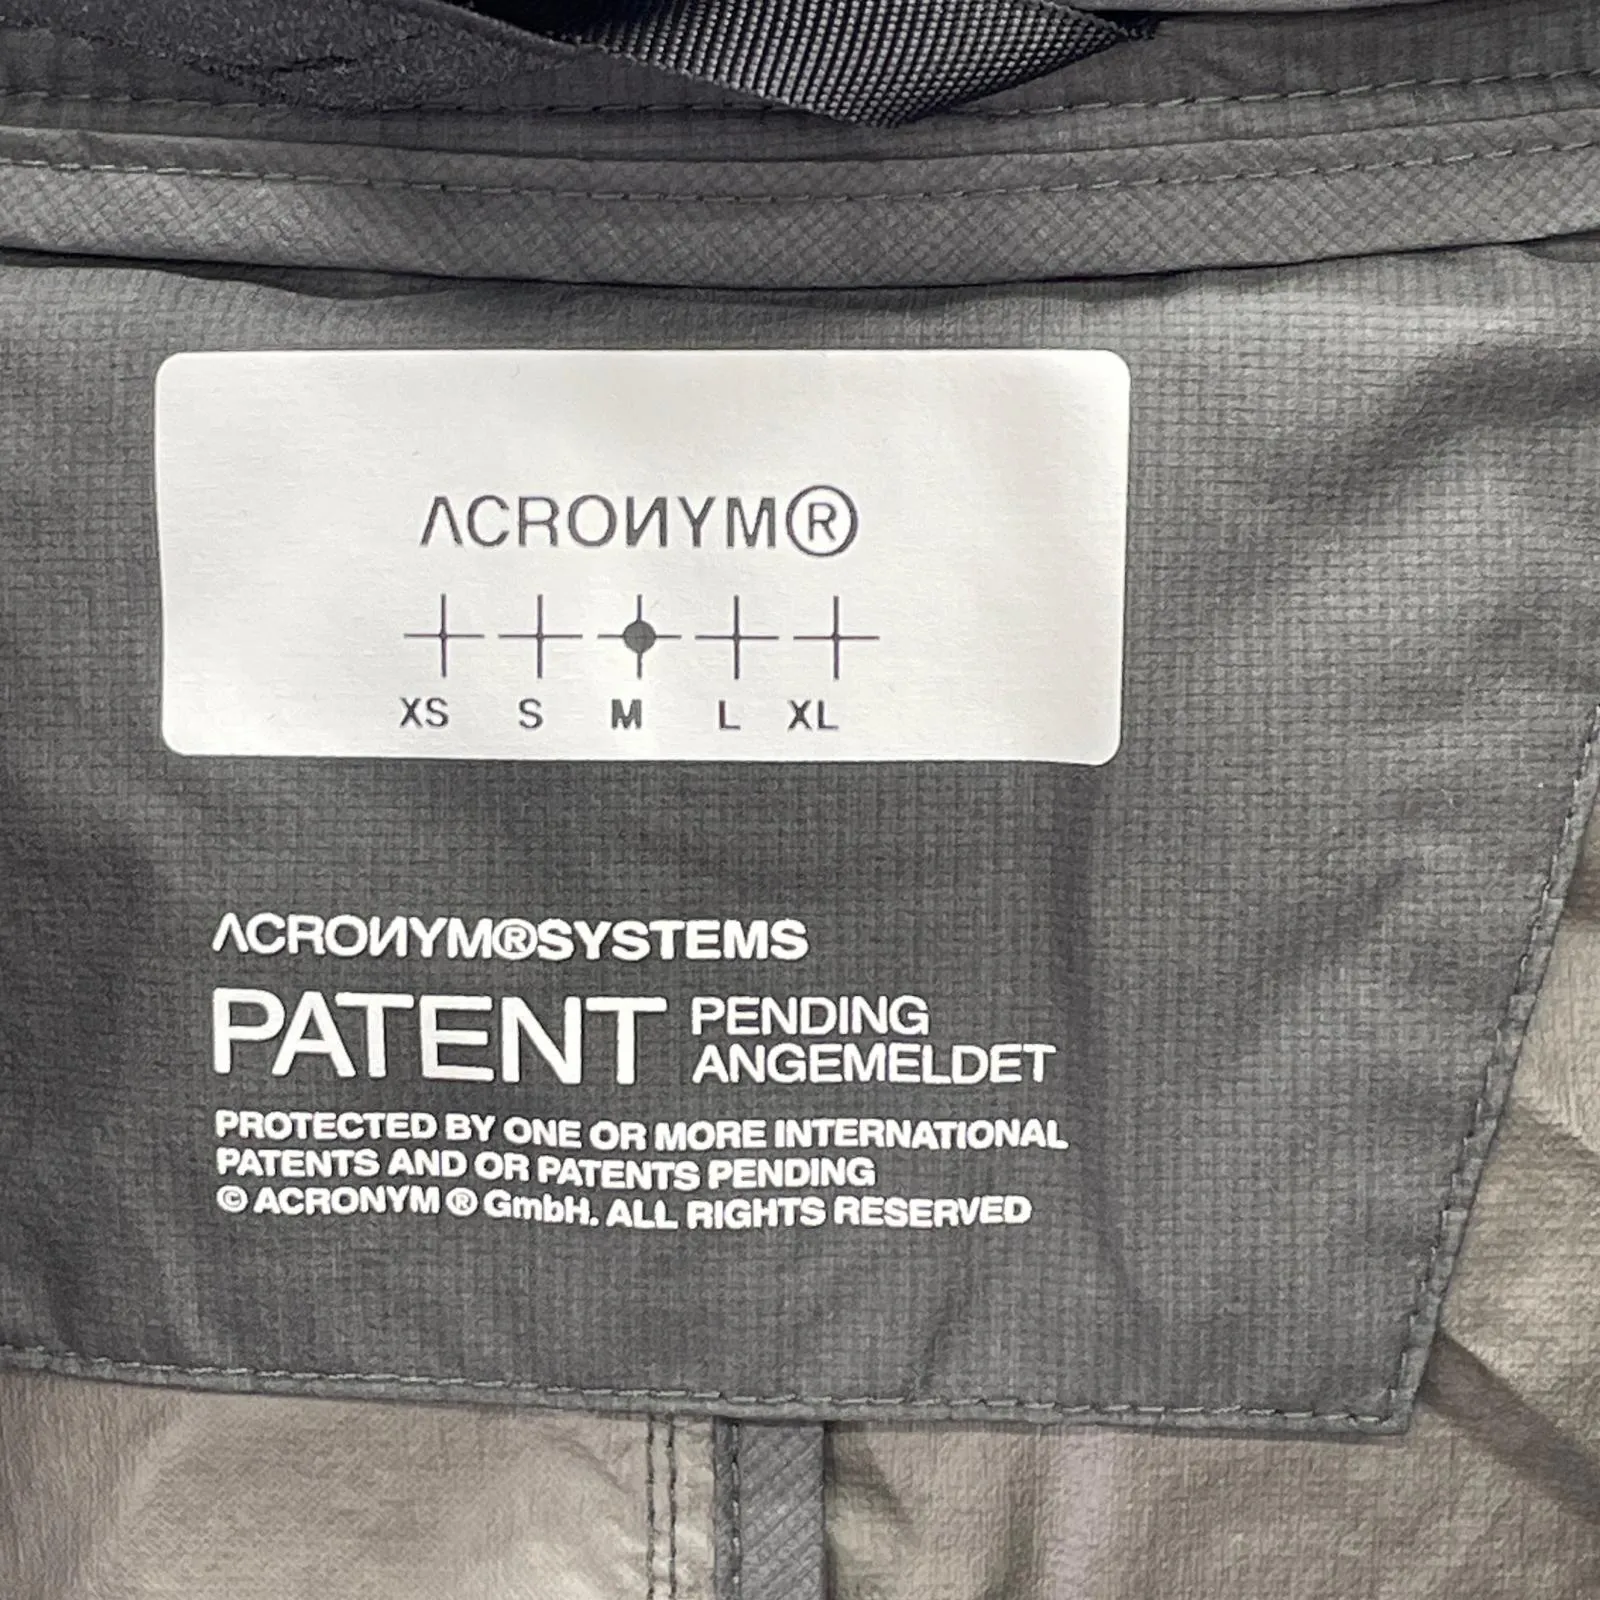 ACRONYM®
XS S M L XL
ACRONYM®SYSTEMS
PATENT PENDING
ANGEMELDET
PROTECTED BY ONE OR MORE INTERNATIONAL
PATENTS AND OR PATENTS PENDING
© ACRONYM ® GmbH. ALL RIGHTS RESERVED